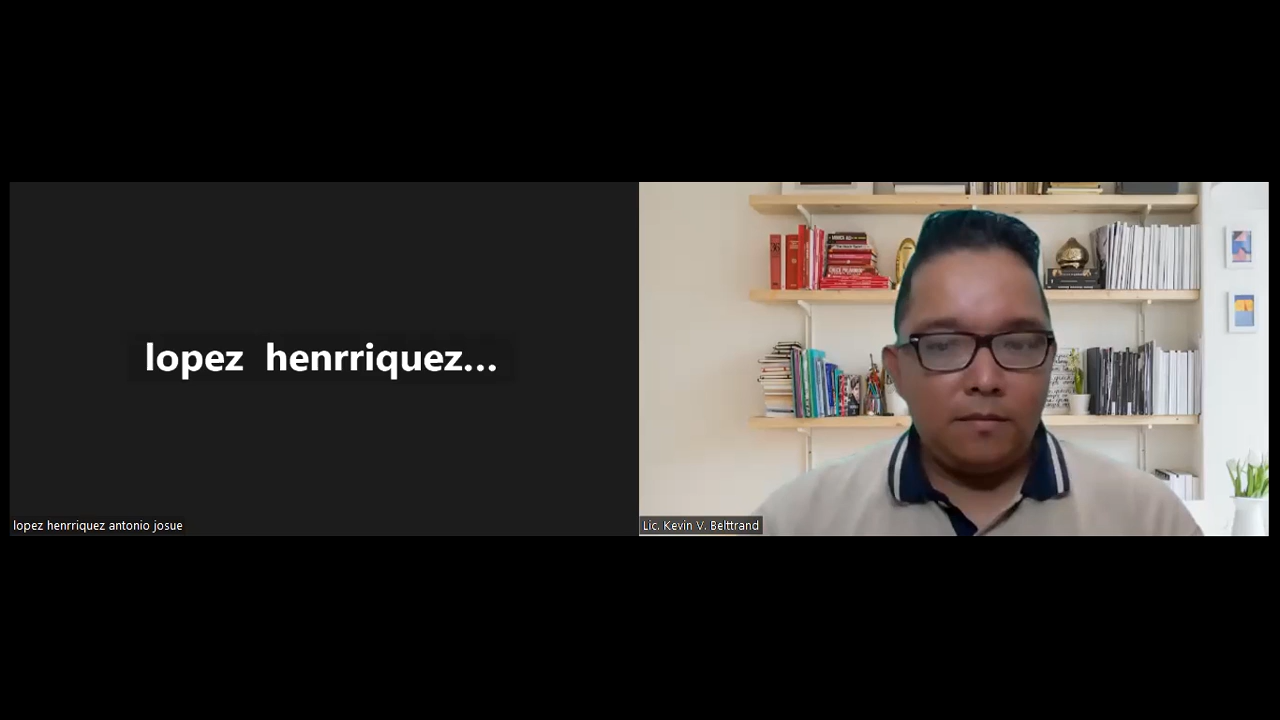 lopez henrriquez...
lopez henrriquez antonio josue
Lic. Kevin V. Belttrand